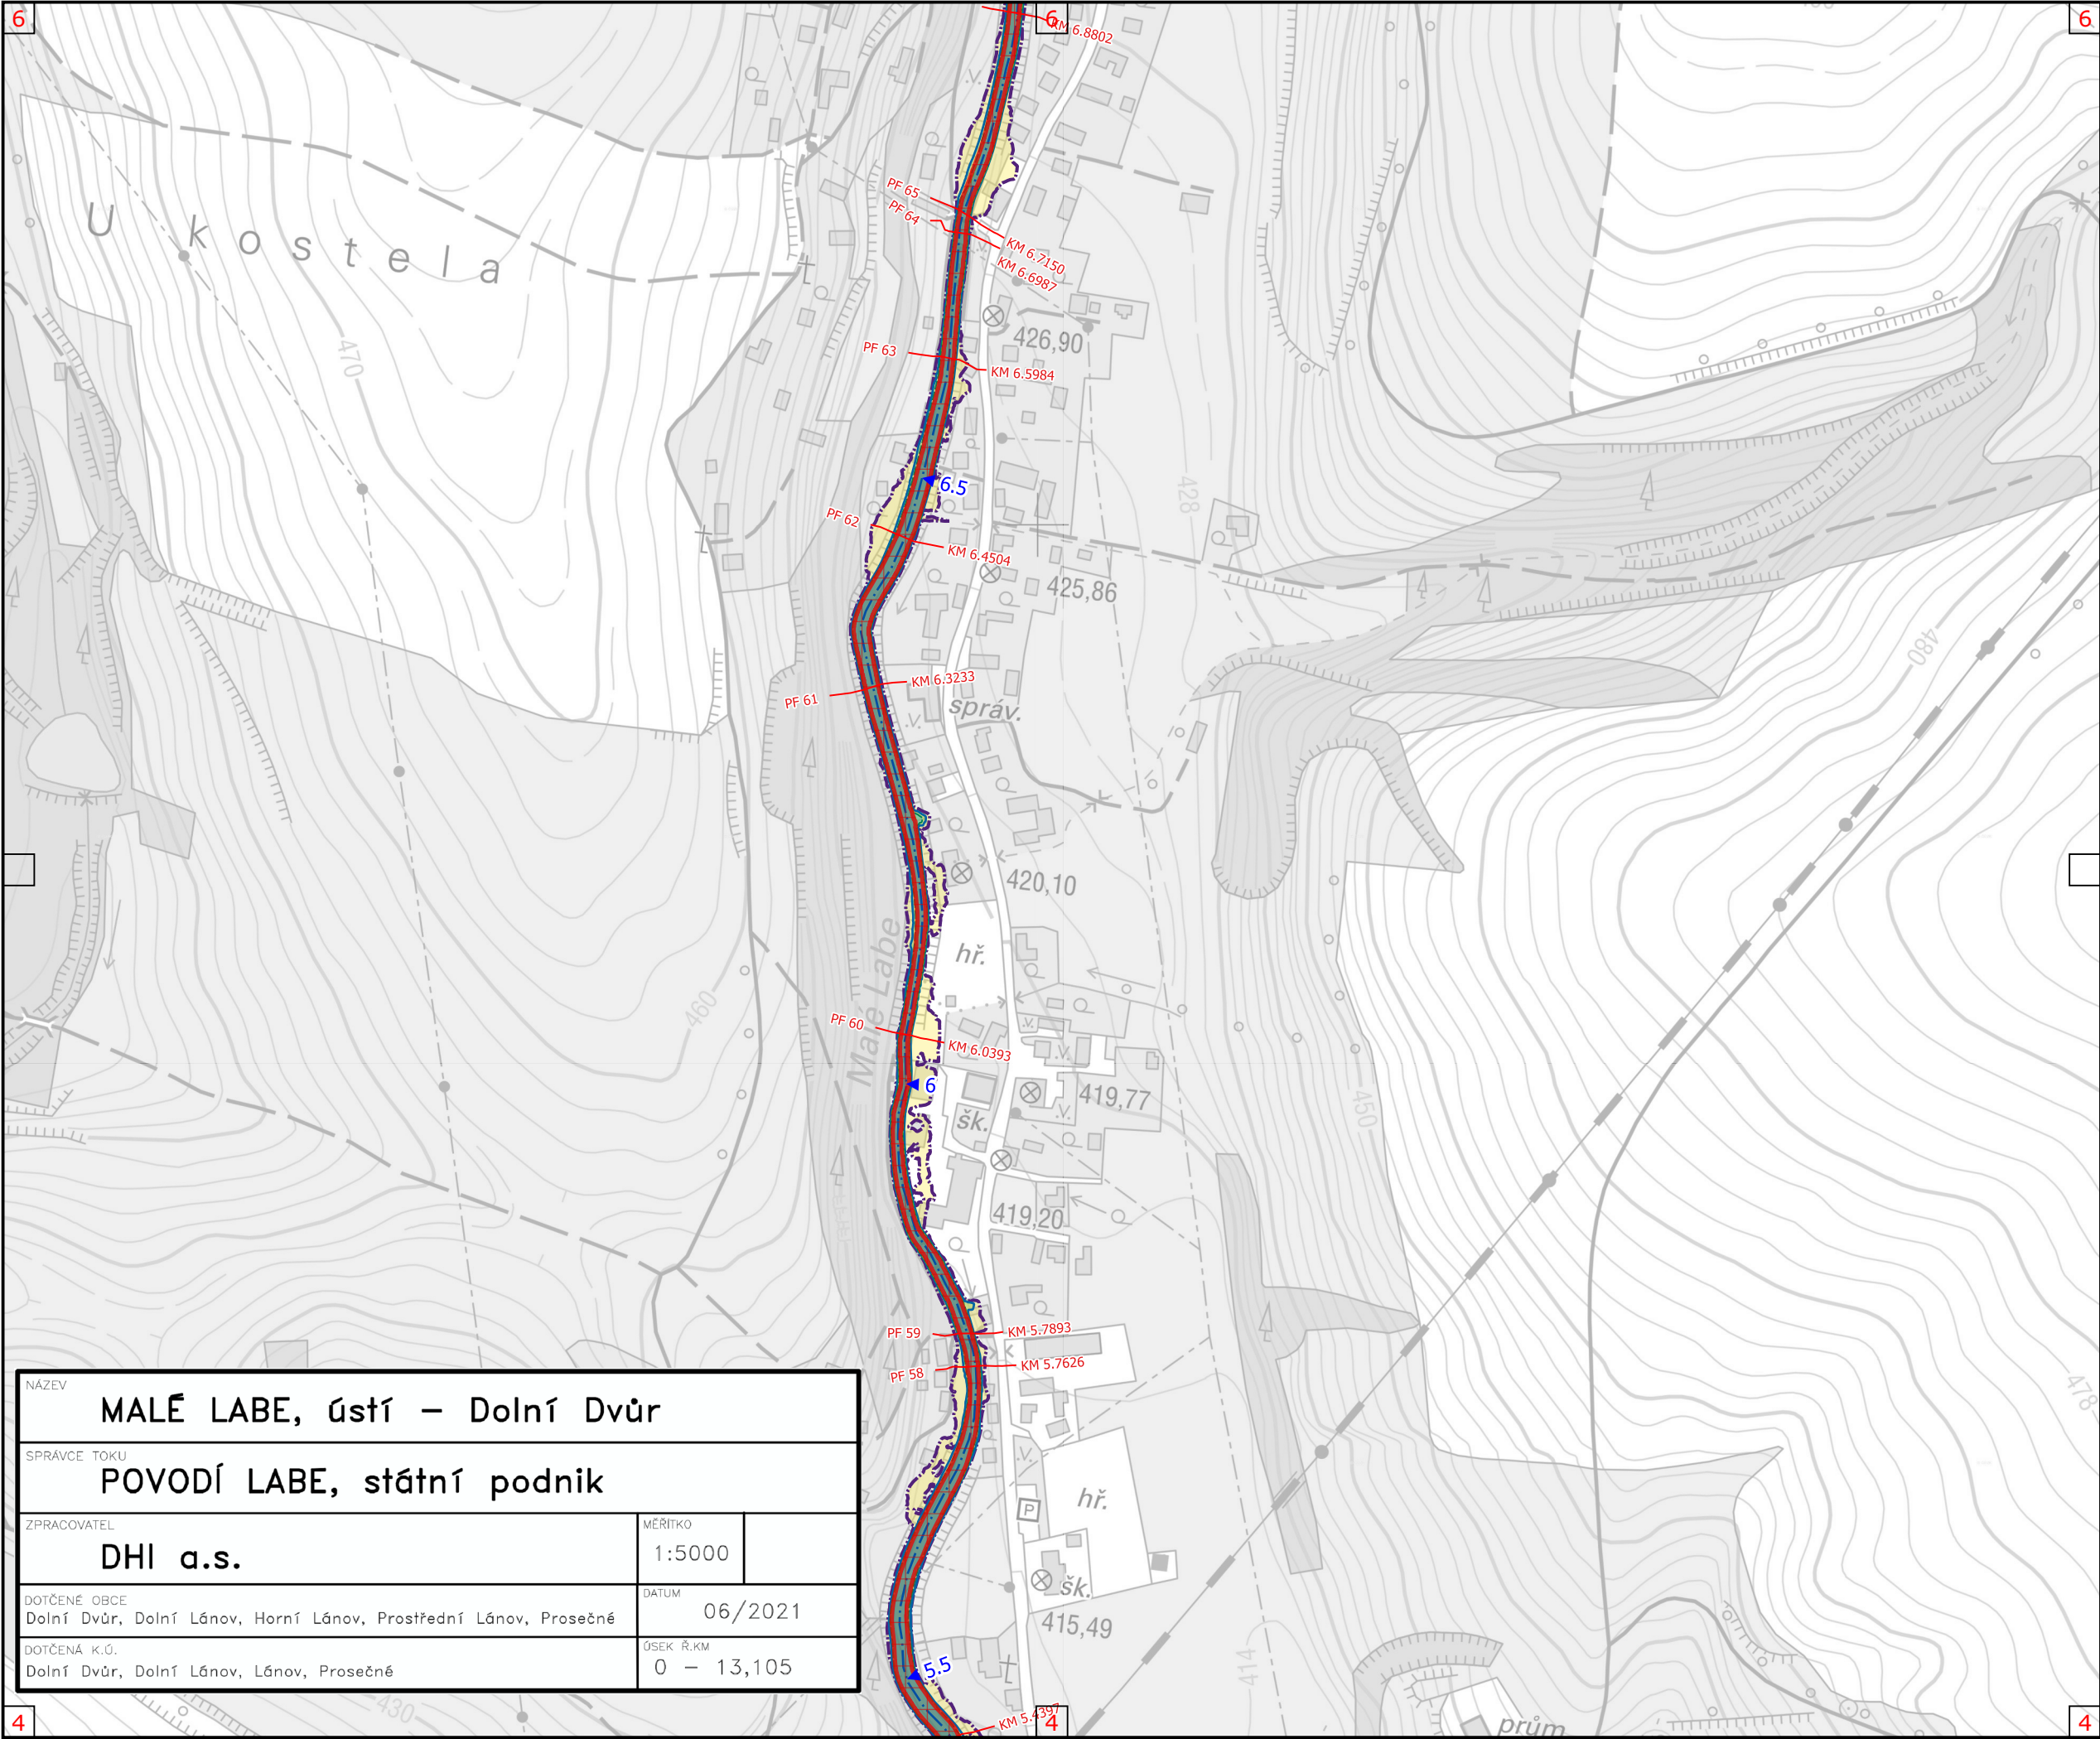 6
6
6
KM 6.8802
PF 65
PF 64
KM 6.7150
KM 6.6987
U kostela
426,90
470
PF 63
KM 6.5984
6.5
428
PF 62
KM 6.4504
425,86
480
KM 6.3233
PF 61
správ.
420,10
Malé Labe
hř.
460
PF 60
KM 6.0393
6
419,77
450
šk.
419,20
PF 59
KM 5.7893
PF 58
KM 5.7626
478
hř.
P
šk.
415,49
414
5.5
430
KM 5.4397
prům
NÁZEV
MALÉ LABE, ústí – Dolní Dvůr
SPRÁVCE TOKU
POVODÍ LABE, státní podnik
ZPRACOVATEL
DHI a.s.
MĚŘÍTKO
1:5000
DOTČENÉ OBCE
Dolní Dvůr, Dolní Lánov, Horní Lánov, Prostřední Lánov, Prosečné
DATUM
06/2021
DOTČENÁ K.Ú.
Dolní Dvůr, Dolní Lánov, Lánov, Prosečné
ÚSEK Ř.KM
0 – 13,105
4
4
4